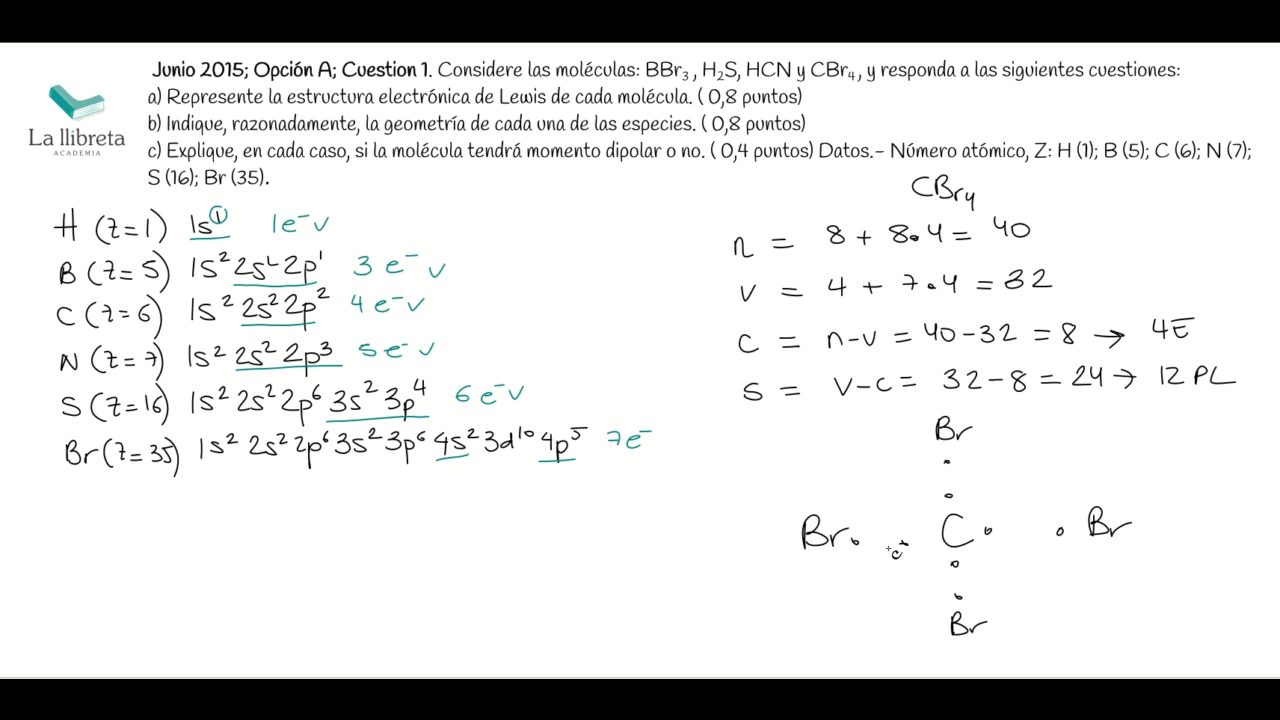 Junio 2015; Opción A; Cuestion 1. Considere las moléculas: BBr₃ , H₂S, HCN y CBr₄ , y responda a las siguientes cuestiones:
a) Represente la estructura electrónica de Lewis de cada molécula. ( 0,8 puntos)
b) Indique, razonadamente, la geometría de cada una de las especies. ( 0,8 puntos)
c) Explique, en cada caso, si la molécula tendrá momento dipolar o no. ( 0,4 puntos) Datos.- Número atómico, Z: H (1); B (5); C (6); N (7);
S (16); Br (35).
La llibreta
ACADEMIA
H (z=1) 1s¹ 1e⁻v
B (z=5) 1s² 2s² 2p¹ 3 e⁻ v
C (z=6) 1s² 2s² 2p² 4 e⁻v
N (z=7) 1s² 2s² 2p³ 5 e⁻ v
S (z=16) 1s² 2s² 2p⁶ 3s² 3p⁴ 6 e⁻v
Br (z=35) 1s² 2s² 2p⁶ 3s² 3p⁶ 4s² 3d¹⁰ 4p⁵ 7e⁻
CBr₄
n = 8 + 8·4 = 40
v = 4 + 7·4 = 32
c = n-v = 40-32 = 8 → 4E
s = v-c = 32-8 = 24 → 12 PL
Br
Br C Br
Br